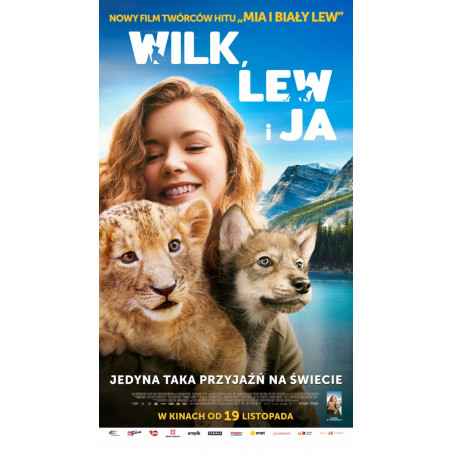 NOWY FILM TWÓRCÓW HITU „MIA I BIAŁY LEW"
WILK,
LEW
i JA
JEDYNA TAKA PRZYJAŹŃ NA ŚWIECIE
W KINACH OD 19 LISTOPADA